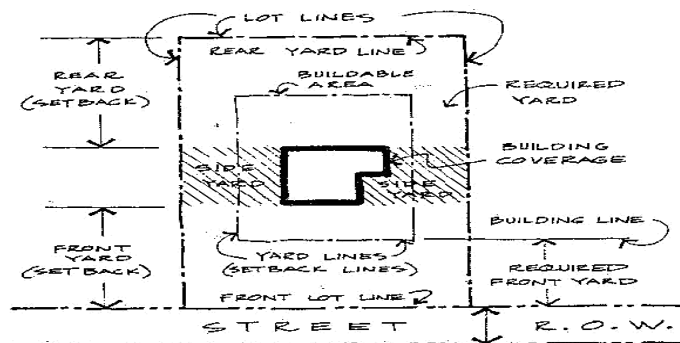 LOT LINES
REAR YARD LINE
REAR
YARD
(SETBACK)
BUILDABLE
AREA
REQUIRED
YARD
BUILDING
COVERAGE
SIDE
YARD
SIDE
YARD
BUILDING LINE
FRONT
YARD
(SETBACK)
YARD LINES
(SETBACK LINES)
REQUIRED
FRONT YARD
FRONT LOT LINE
STREET
R.O.W.